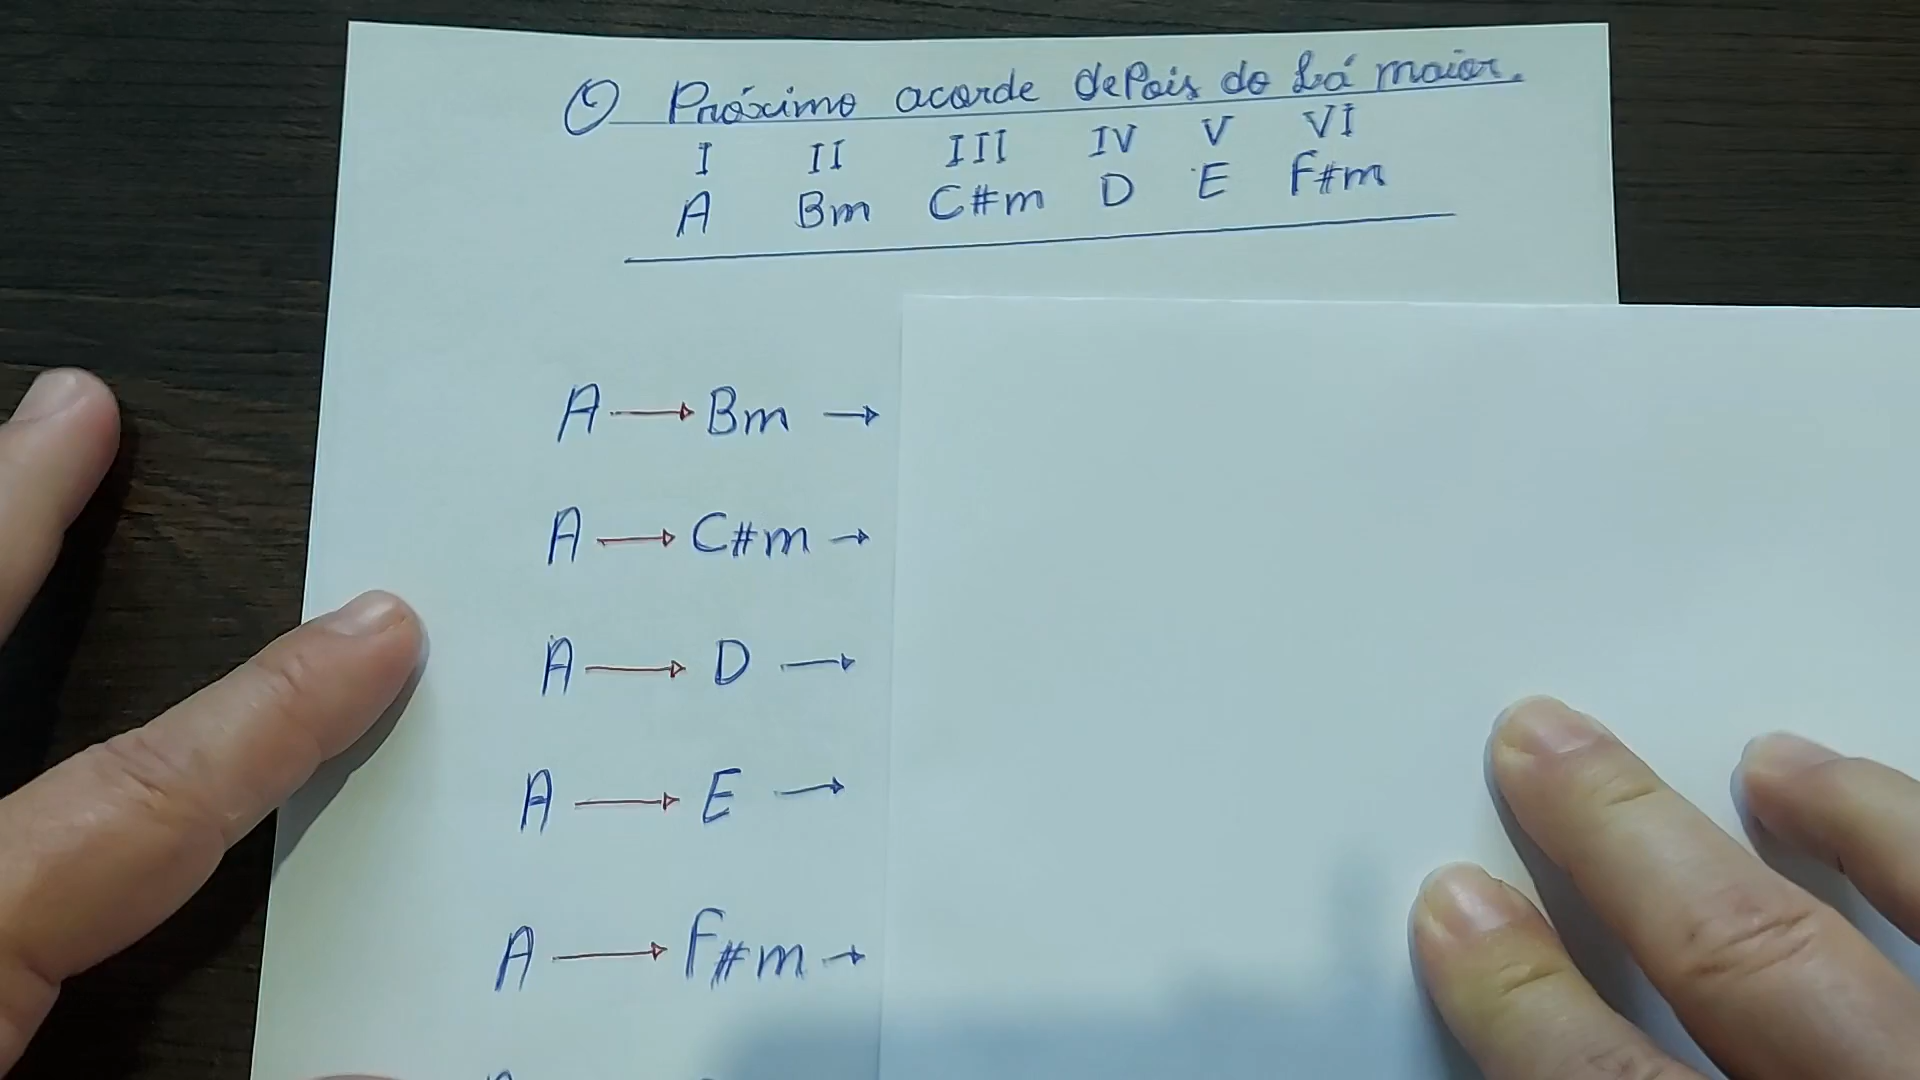 O Próximo acorde depois do Lá maior.
I II III IV V VI
A Bm C#m D E F#m
A → Bm →
A → C#m →
A → D →
A → E →
A → F#m →